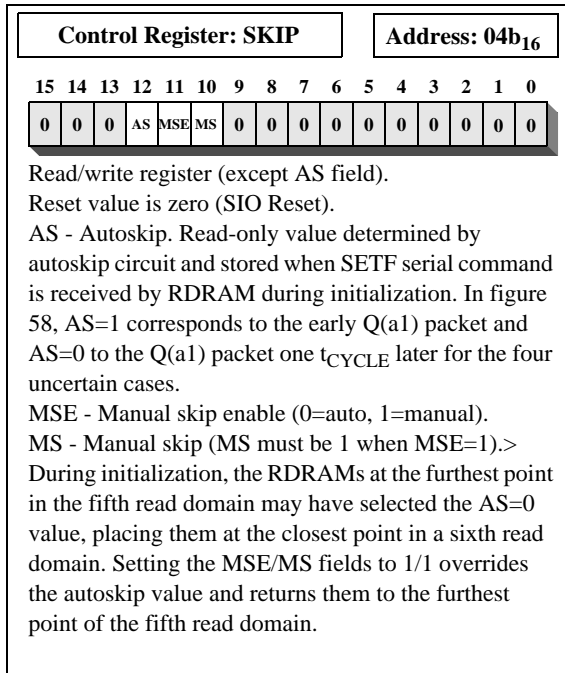 Control Register: SKIP
Address: 04b16
15 14 13 12 11 10 9 8 7 6 5 4 3 2 1 0
0 0 0 AS MSE MS 0 0 0 0 0 0 0 0 0 0
Read/write register (except AS field).
Reset value is zero (SIO Reset).
AS - Autoskip. Read-only value determined by
autoskip circuit and stored when SETF serial command
is received by RDRAM during initialization. In figure
58, AS=1 corresponds to the early Q(a1) packet and
AS=0 to the Q(a1) packet one tCYCLE later for the four
uncertain cases.
MSE - Manual skip enable (0=auto, 1=manual).
MS - Manual skip (MS must be 1 when MSE=1).>
During initialization, the RDRAMs at the furthest point
in the fifth read domain may have selected the AS=0
value, placing them at the closest point in a sixth read
domain. Setting the MSE/MS fields to 1/1 overrides
the autoskip value and returns them to the furthest
point of the fifth read domain.